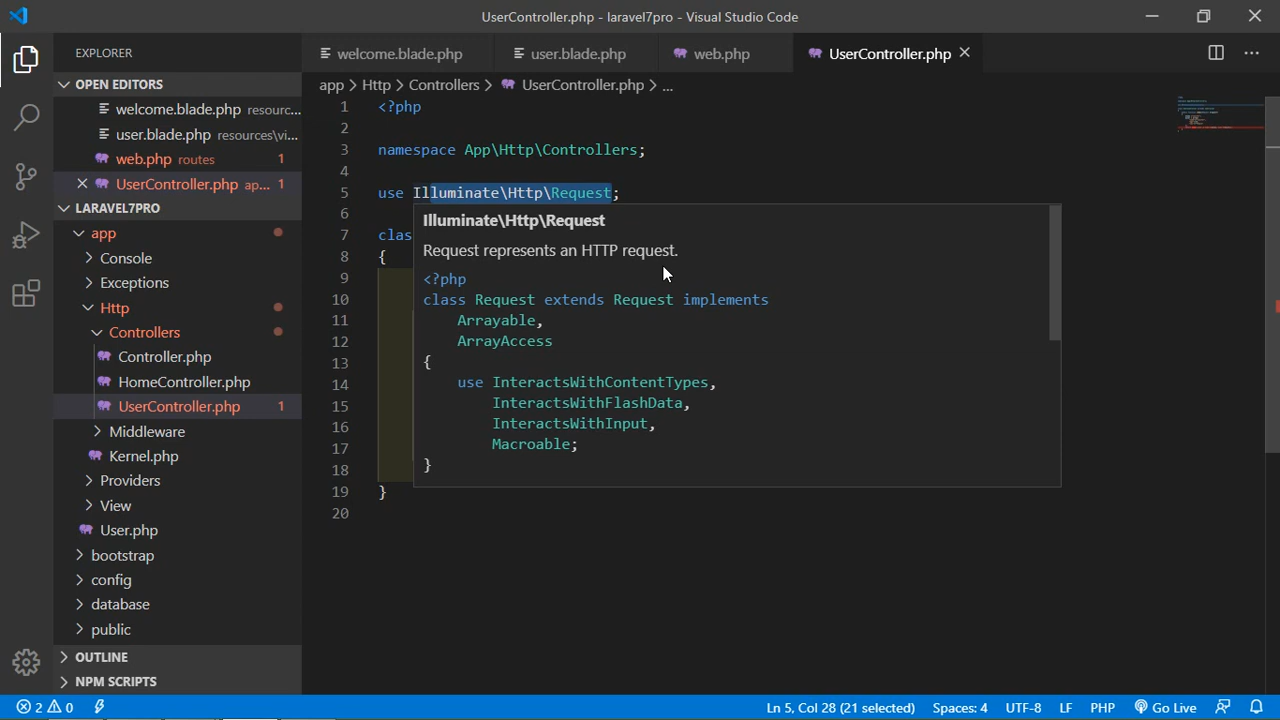 UserController.php - laravel7pro - Visual Studio Code
EXPLORER
OPEN EDITORS
welcome.blade.php resourc...
user.blade.php resources\vi...
web.php routes 1
UserController.php ap... 1
LARAVEL7PRO
app
Console
Exceptions
Http
Controllers
Controller.php
HomeController.php
UserController.php 1
Middleware
Kernel.php
Providers
View
User.php
bootstrap
config
database
public
OUTLINE
NPM SCRIPTS
welcome.blade.php user.blade.php web.php UserController.php
app > Http > Controllers > UserController.php > ...
1 <?php
2
3 namespace App\Http\Controllers;
4
5 use Illuminate\Http\Request;
6
7 clas
8 {
9
10
11
12
13
14
15
16
17
18
19 }
20
Illuminate\Http\Request
Request represents an HTTP request.
<?php
class Request extends Request implements
Arrayable,
ArrayAccess
{
use InteractsWithContentTypes,
InteractsWithFlashData,
InteractsWithInput,
Macroable;
}
2 0 Ln 5, Col 28 (21 selected) Spaces: 4 UTF-8 LF PHP Go Live